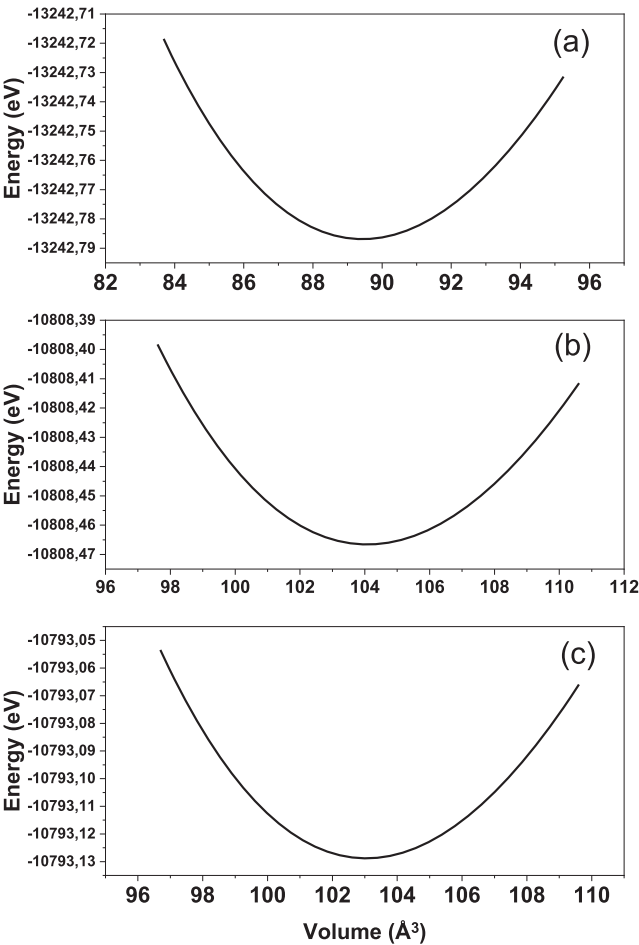 -13242,71
-13242,72
-13242,73
-13242,74
-13242,75
-13242,76
-13242,77
-13242,78
-13242,79
Energy (eV)
(a)
82 84 86 88 90 92 94 96
-10808,39
-10808,40
-10808,41
-10808,42
-10808,43
-10808,44
-10808,45
-10808,46
-10808,47
Energy (eV)
(b)
96 98 100 102 104 106 108 110 112
-10793,05
-10793,06
-10793,07
-10793,08
-10793,09
-10793,10
-10793,11
-10793,12
-10793,13
Energy (eV)
(c)
96 98 100 102 104 106 108 110
Volume (Å³)